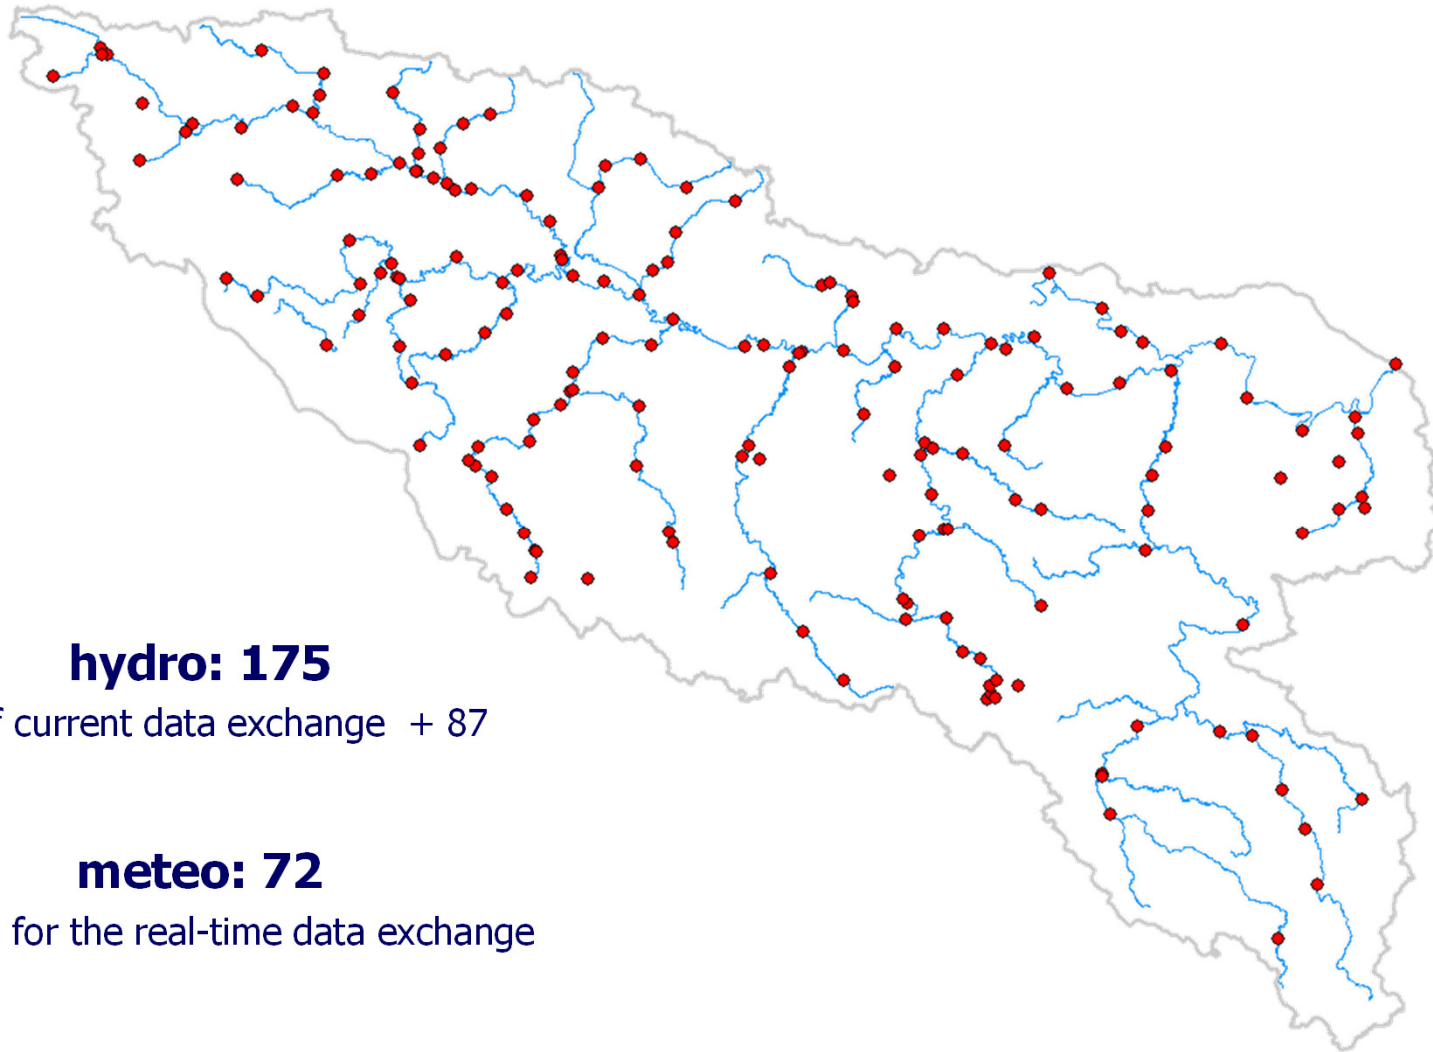 hydro: 175
current data exchange + 87
meteo: 72
for the real-time data exchange